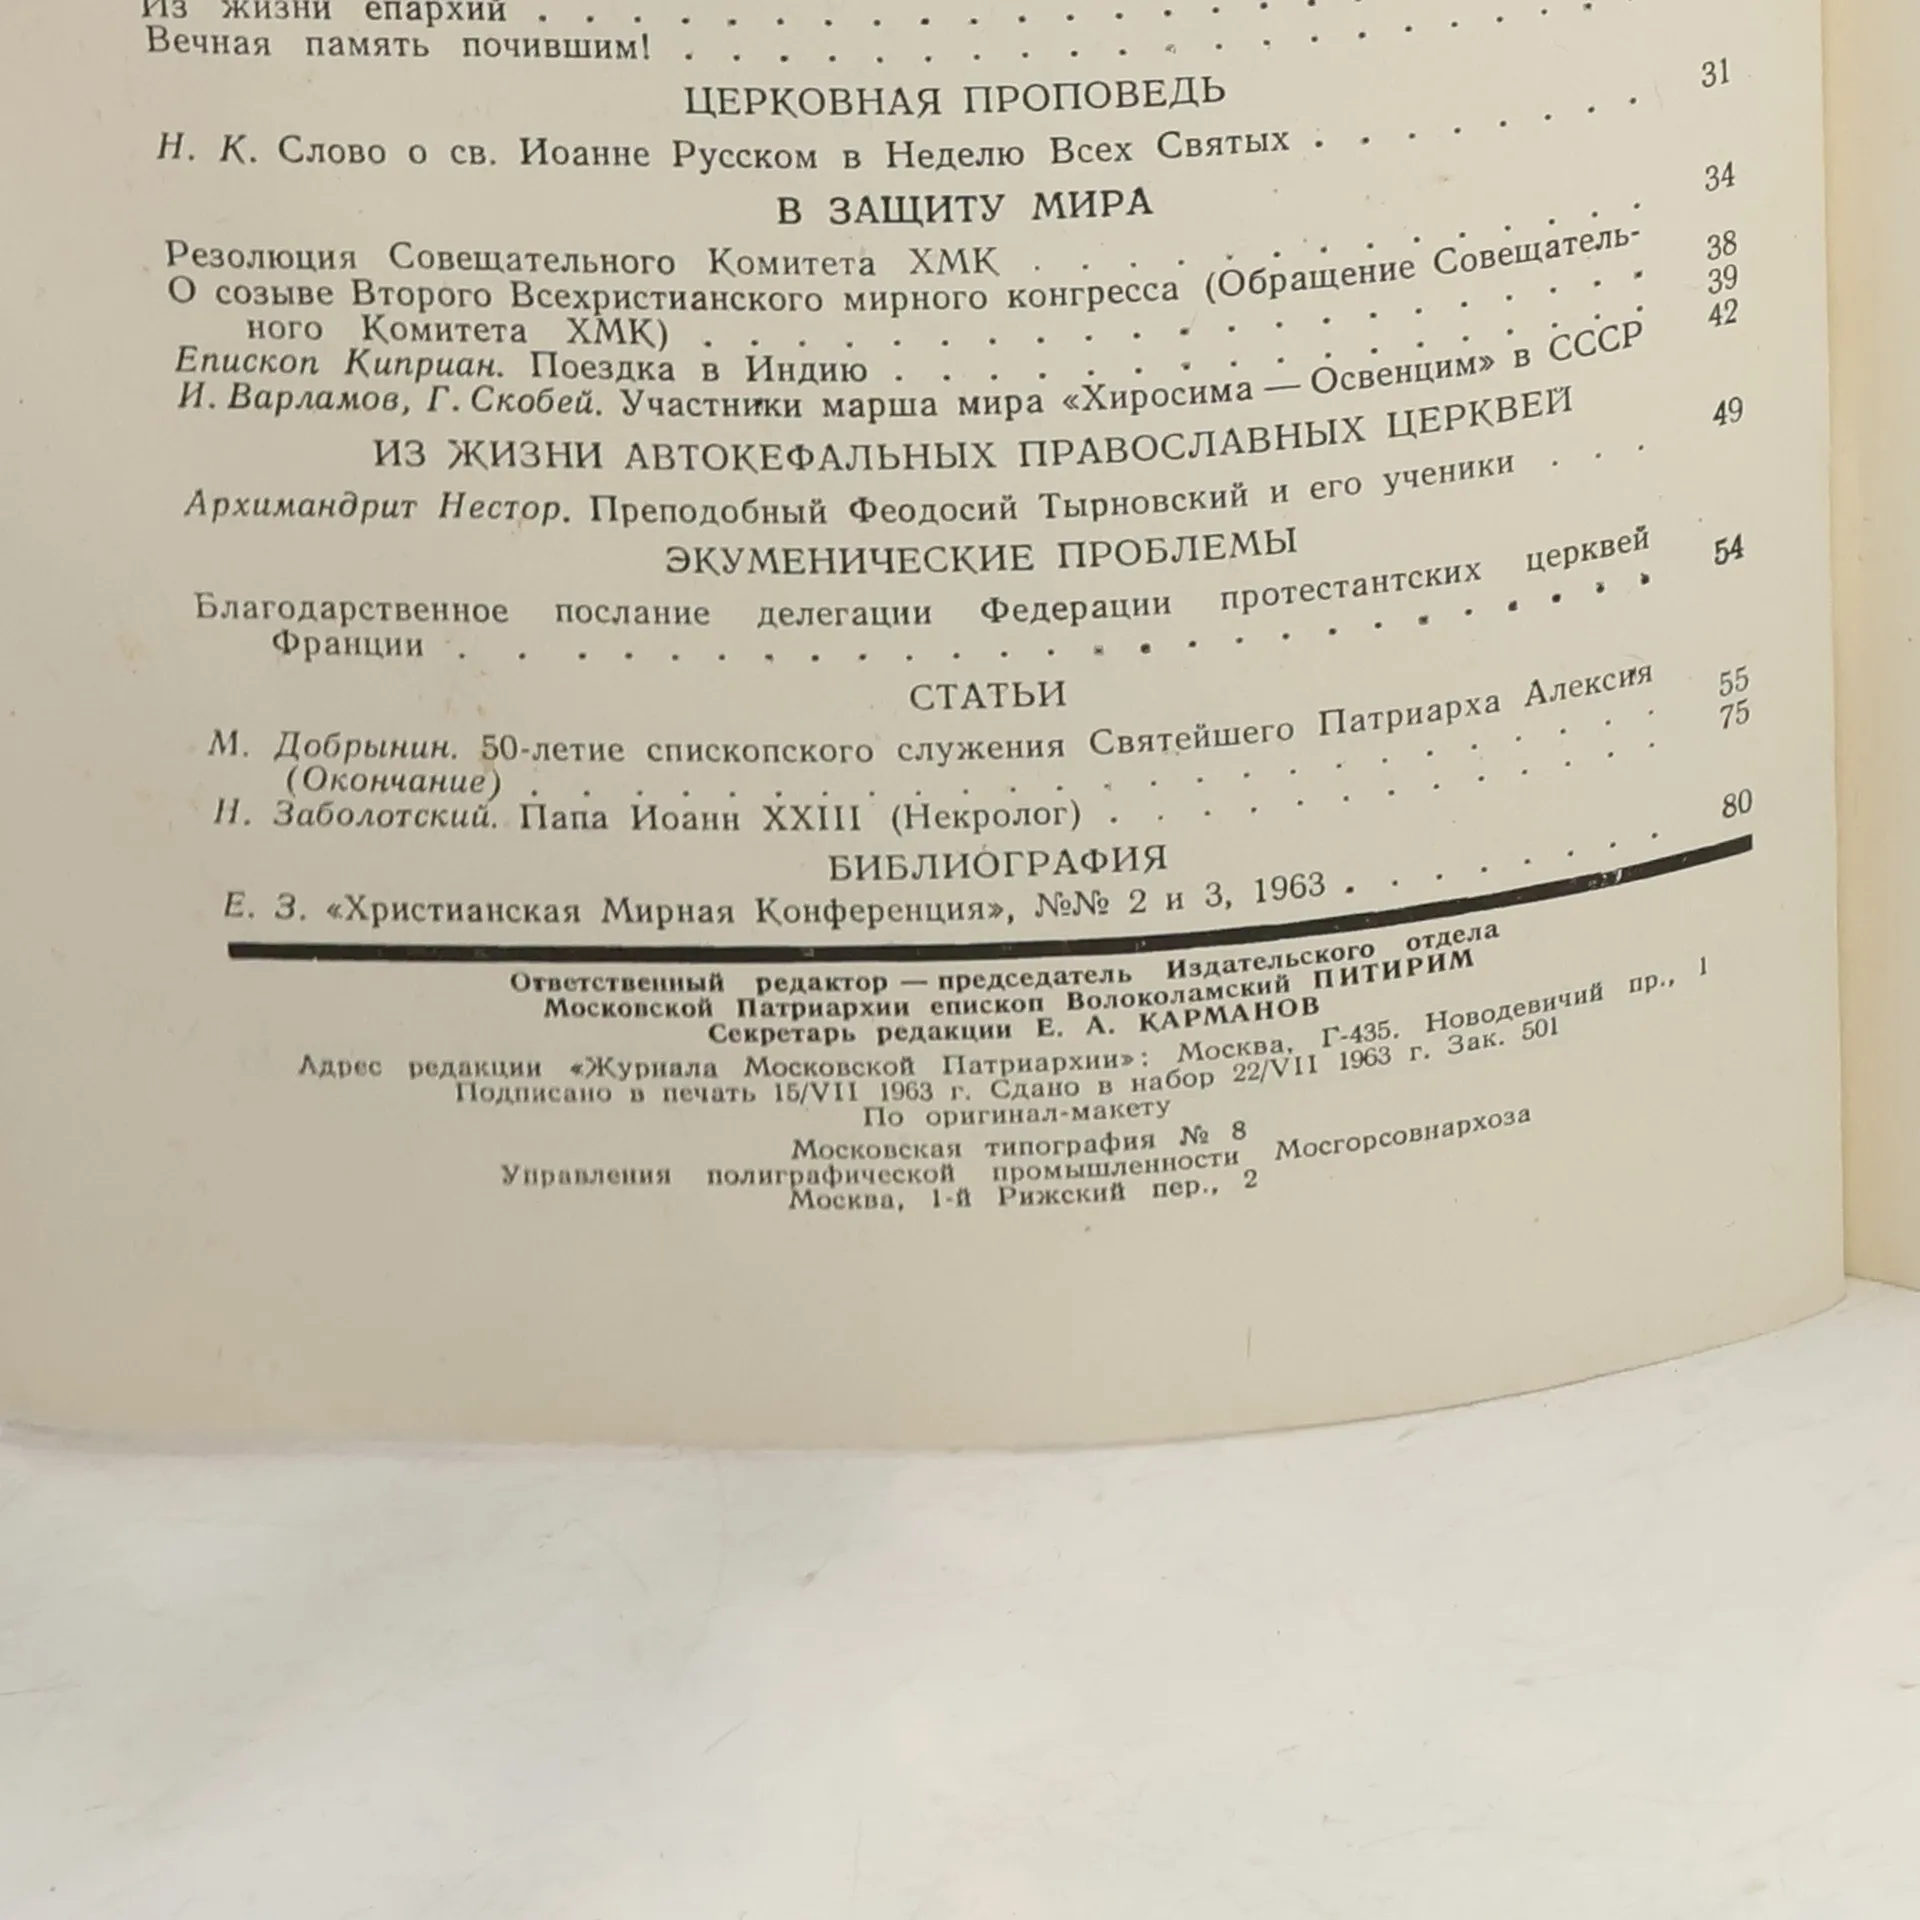 Из жизни епархий . . . . . . . . . . . . . . . . . . .
Вечная память почившим! . . . . . . . . . . . . . . . . . . . .
ЦЕРКОВНАЯ ПРОПОВЕДЬ
Н. К. Слово о св. Иоанне Русском в Неделю Всех Святых . . . . . . . . 31
В ЗАЩИТУ МИРА
Резолюция Совещательного Комитета ХМК . . . . . . . . . . . . . 34
О созыве Второго Всехристианского мирного конгресса (Обращение Совещатель-
ного Комитета ХМК) . . . . . . . . . . . . . . . . . . . . 38
Епископ Киприан. Поездка в Индию . . . . . . . . . . . . . . . . 39
И. Варламов, Г. Скобей. Участники марша мира «Хиросима — Освенцим» в СССР 42
ИЗ ЖИЗНИ АВТОКЕФАЛЬНЫХ ПРАВОСЛАВНЫХ ЦЕРКВЕЙ
Архимандрит Нестор. Преподобный Феодосий Тырновский и его ученики . . . 49
ЭКУМЕНИЧЕСКИЕ ПРОБЛЕМЫ
Благодарственное послание делегации Федерации протестантских церквей
Франции . . . . . . . . . . . . . . . . . . . . . . . . . 54
СТАТЬИ
М. Добрынин. 50-летие спископского служения Святейшего Патриарха Алексия
(Окончание) . . . . . . . . . . . . . . . . . . . . . . . . 55
Н. Заболотский. Папа Иоанн XXIII (Некролог) . . . . . . . . . . . . 75
БИБЛИОГРАФИЯ
Е. З. «Христианская Мирная Конференция», №№ 2 и 3, 1963 . . . . . . . . 80
Ответственный редактор — председатель Издательского отдела
Московской Патриархии епископ Волоколамский ПИТИРИМ
Секретарь редакции Е. А. КАРМАНОВ
Адрес редакции «Журнала Московской Патриархии»: Москва, Г-435. Новодевичий пр., 1
Подписано в печать 15/VII 1963 г. Сдано в набор 22/VII 1963 г. Зак. 501
По оригинал-макету
Московская типография № 8
Управления полиграфической промышленности Мосгорсовнархоза
Москва, 1-й Рижский пер., 2